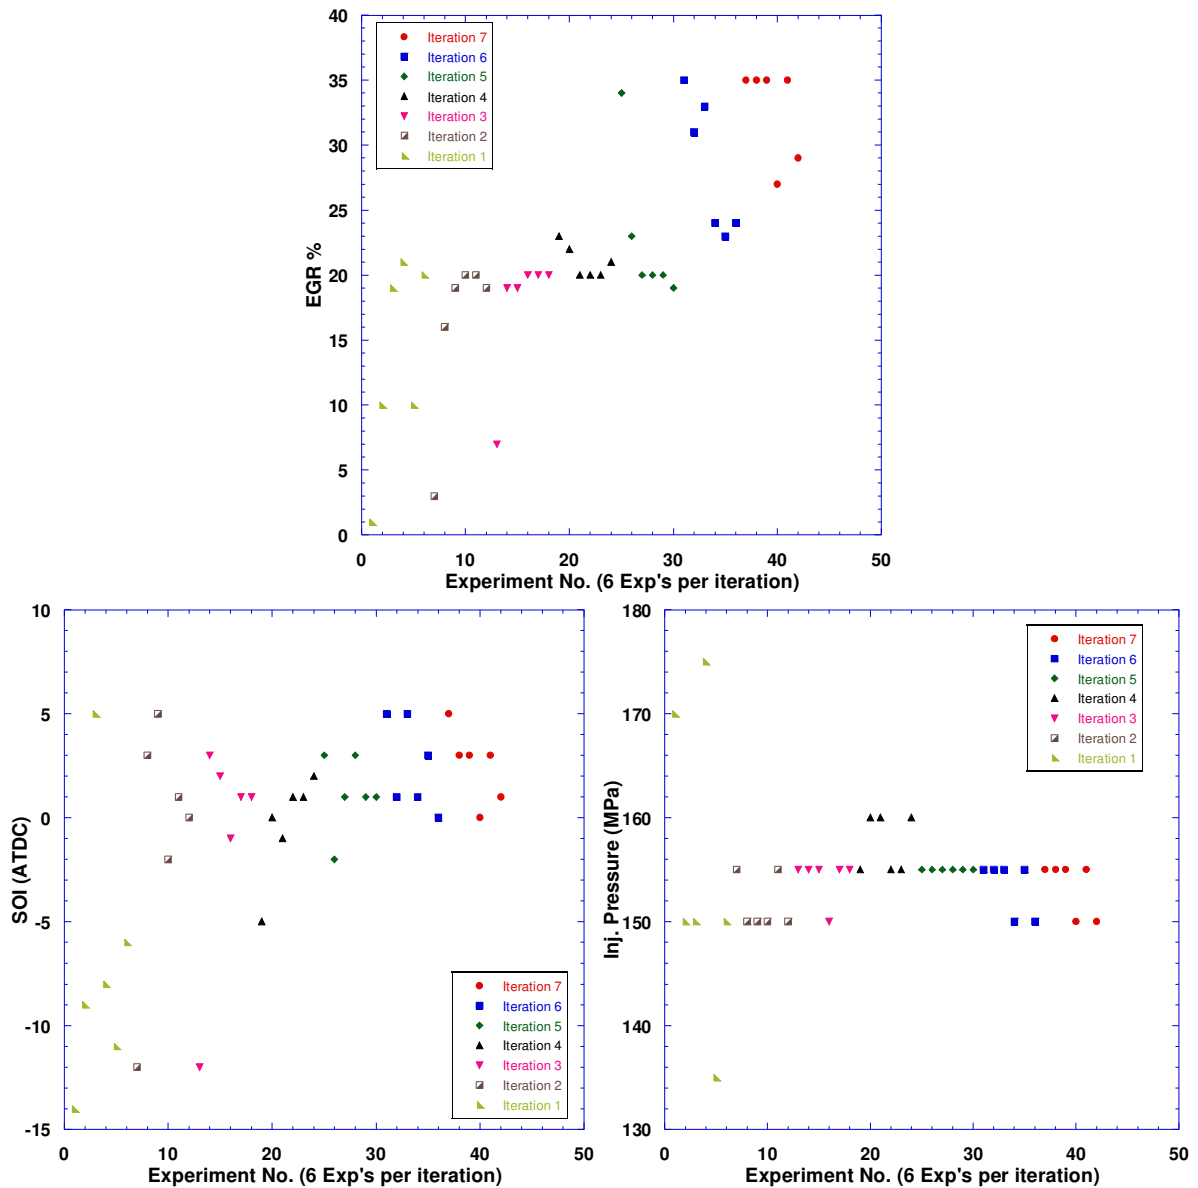 40
35
30
25
20
15
10
5
0
EGR %
Iteration 7
Iteration 6
Iteration 5
Iteration 4
Iteration 3
Iteration 2
Iteration 1
0 10 20 30 40 50
Experiment No. (6 Exp's per iteration)
10
5
0
-5
-10
-15
SOI (ATDC)
Iteration 7
Iteration 6
Iteration 5
Iteration 4
Iteration 3
Iteration 2
Iteration 1
0 10 20 30 40 50
Experiment No. (6 Exp's per iteration)
180
170
160
150
140
130
Inj. Pressure (MPa)
Iteration 7
Iteration 6
Iteration 5
Iteration 4
Iteration 3
Iteration 2
Iteration 1
0 10 20 30 40 50
Experiment No. (6 Exp's per iteration)